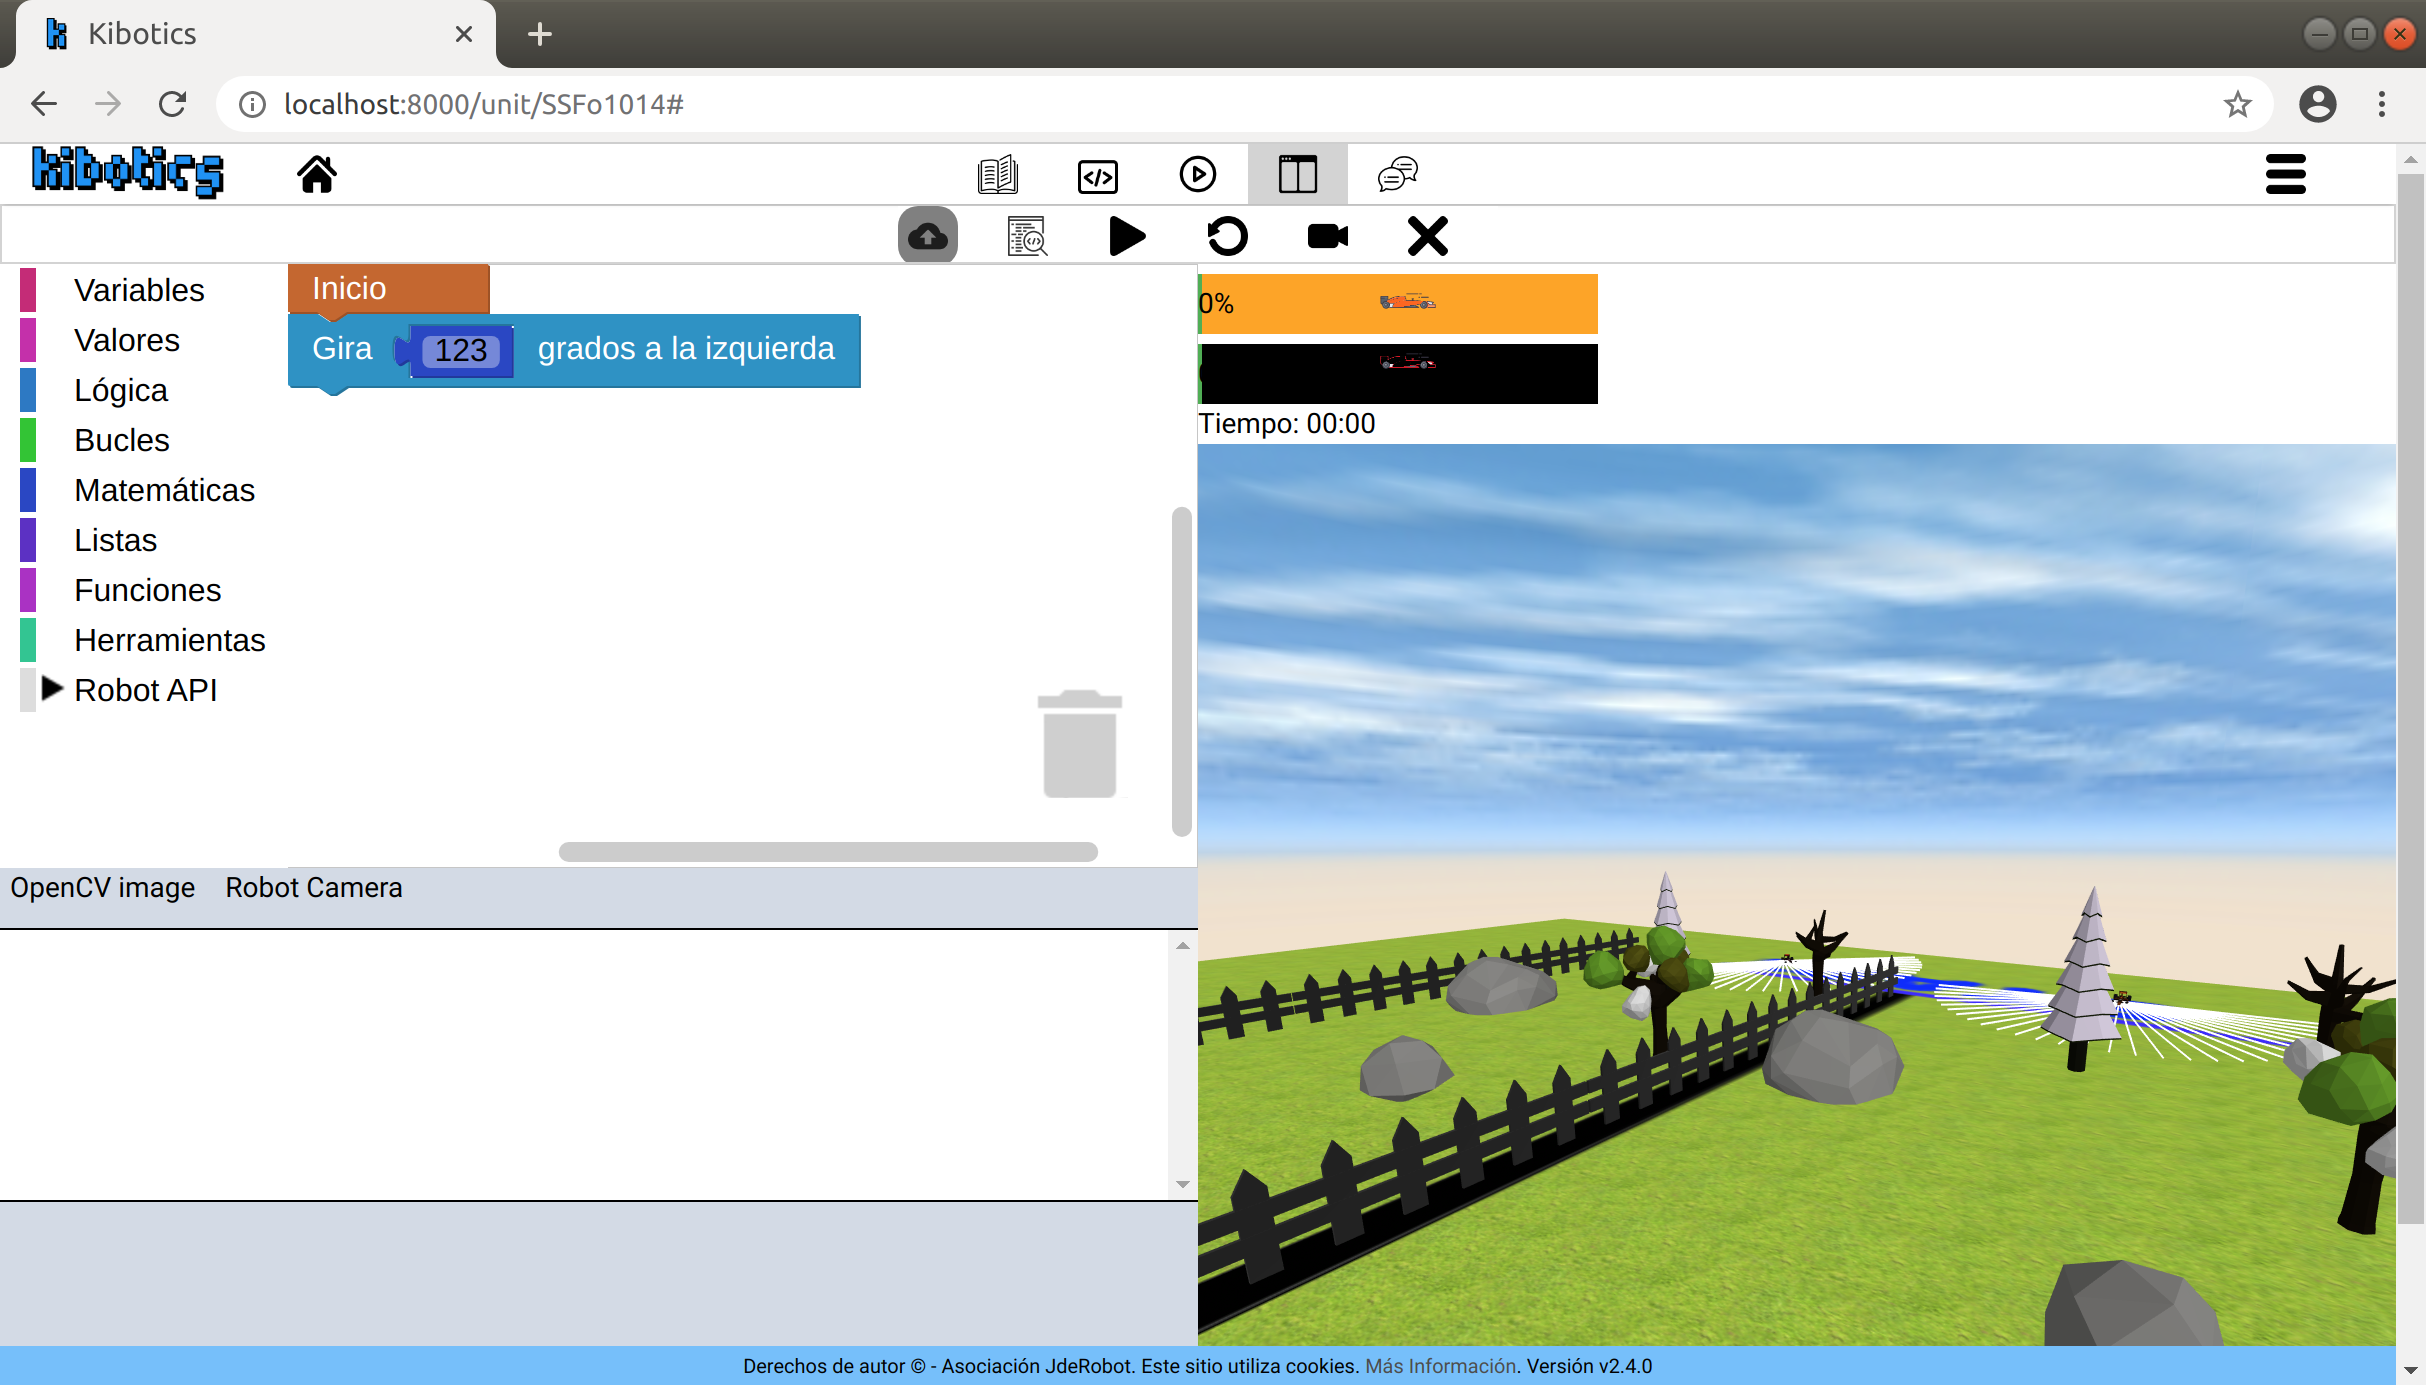 Kibotics
localhost:8000/unit/SSFo1014#
kibotics
Variables
Valores
Lógica
Bucles
Matemáticas
Listas
Funciones
Herramientas
Robot API
Inicio
Gira 123 grados a la izquierda
0%
Tiempo: 00:00
OpenCV image Robot Camera
Derechos de autor © - Asociación JdeRobot. Este sitio utiliza cookies. Más Información. Versión v2.4.0